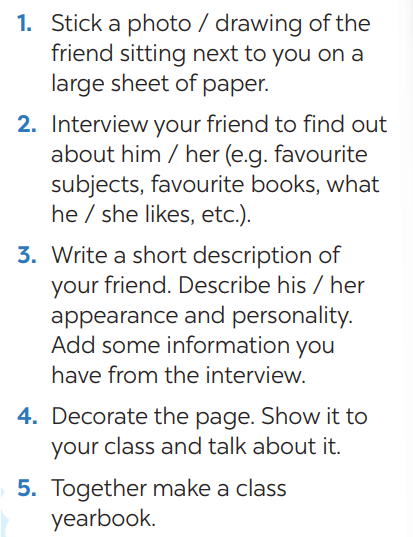 1. Stick a photo / drawing of the
friend sitting next to you on a
large sheet of paper.
2. Interview your friend to find out
about him / her (e.g. favourite
subjects, favourite books, what
he / she likes, etc.).
3. Write a short description of
your friend. Describe his / her
appearance and personality.
Add some information you
have from the interview.
4. Decorate the page. Show it to
your class and talk about it.
5. Together make a class
yearbook.